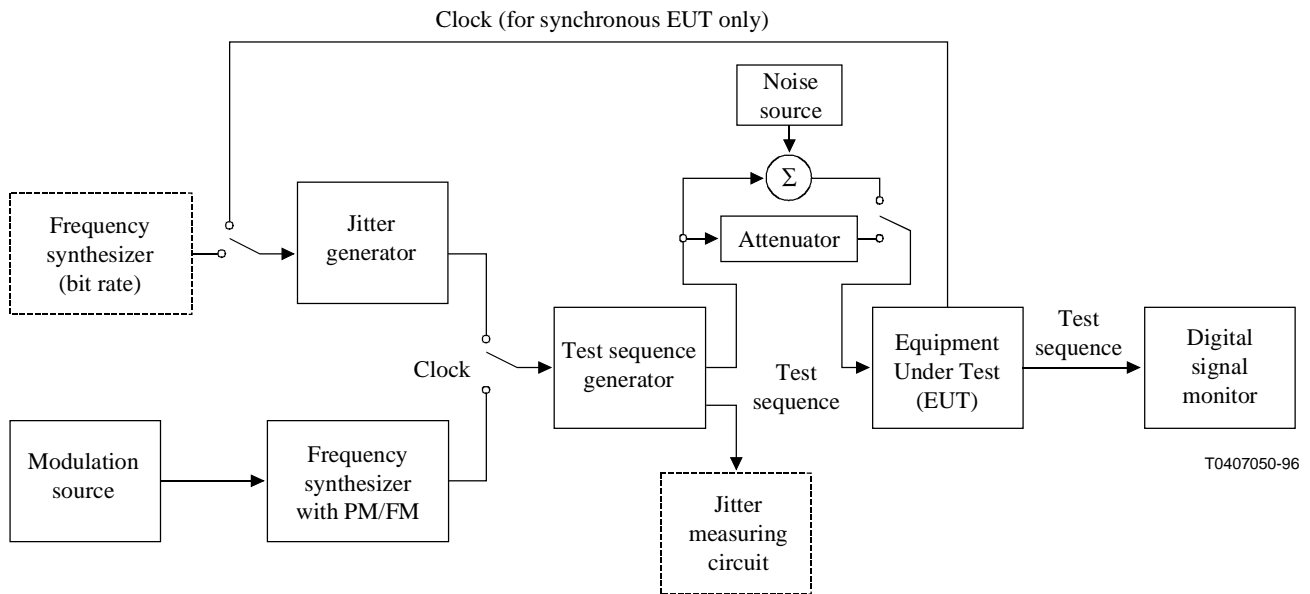 Clock (for synchronous EUT only)
Noise
source
Σ
Frequency
synthesizer
(bit rate)
Jitter
generator
Attenuator
Clock
Test sequence
generator
Test
sequence
Equipment
Under Test
(EUT)
Test
sequence
Digital
signal
monitor
Modulation
source
Frequency
synthesizer
with PM/FM
Jitter
measuring
circuit
T0407050-96